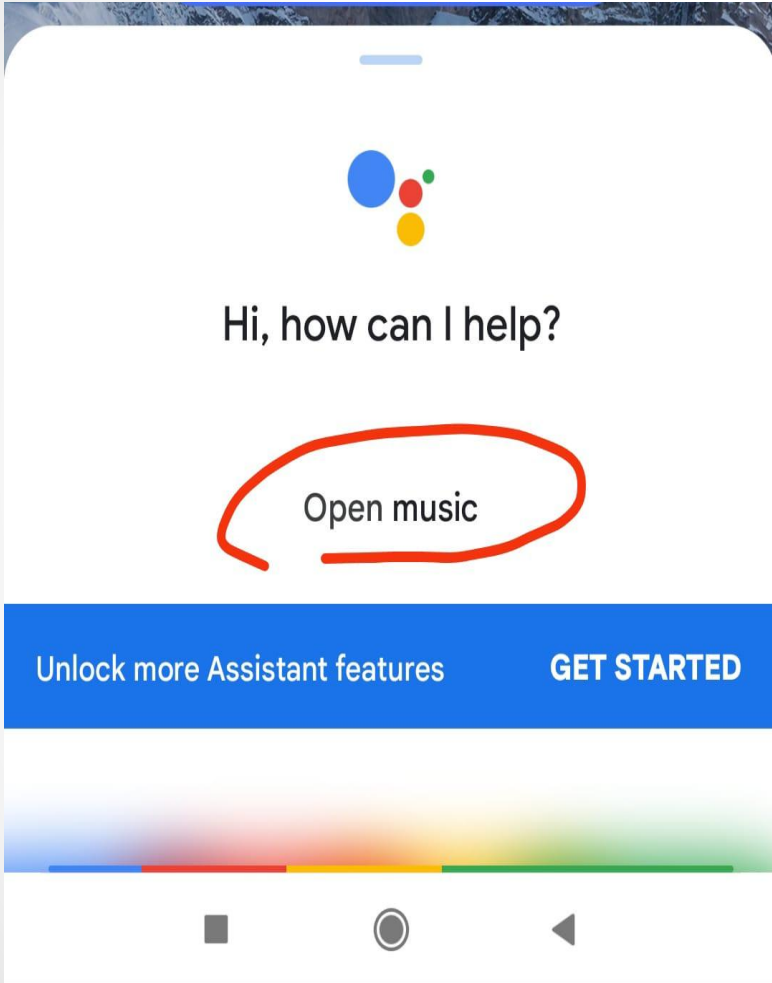 Hi, how can I help?
Open music
Unlock more Assistant features GET STARTED